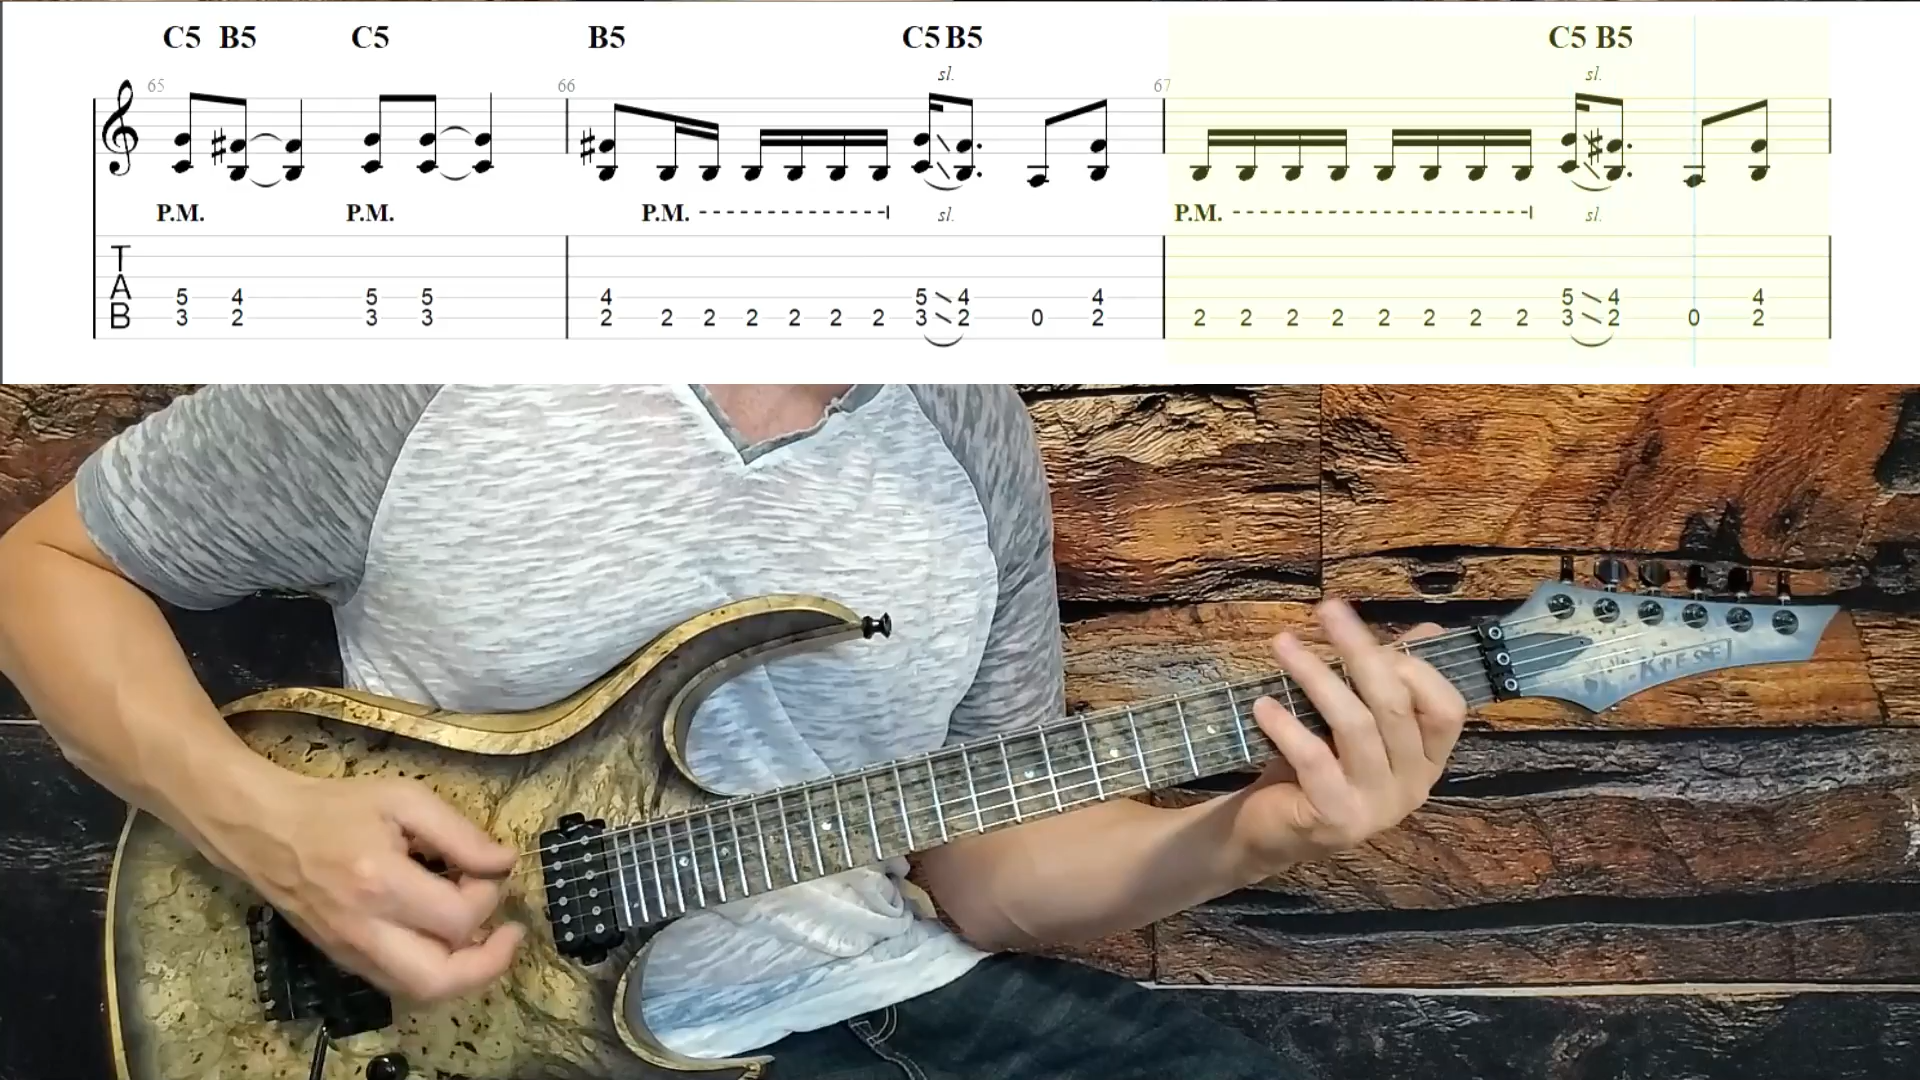 C5 B5 C5 B5 C5 B5 C5 B5
sl. sl.
65 66 67
P.M. P.M. P.M. sl. P.M. sl.
T
A
B
5 4 5 5 4 5 4 4 5 4 4
3 2 3 3 2 2 2 2 2 2 2 3 2 0 2 2 2 2 2 2 2 2 2 3 2 0 2
KIESEL